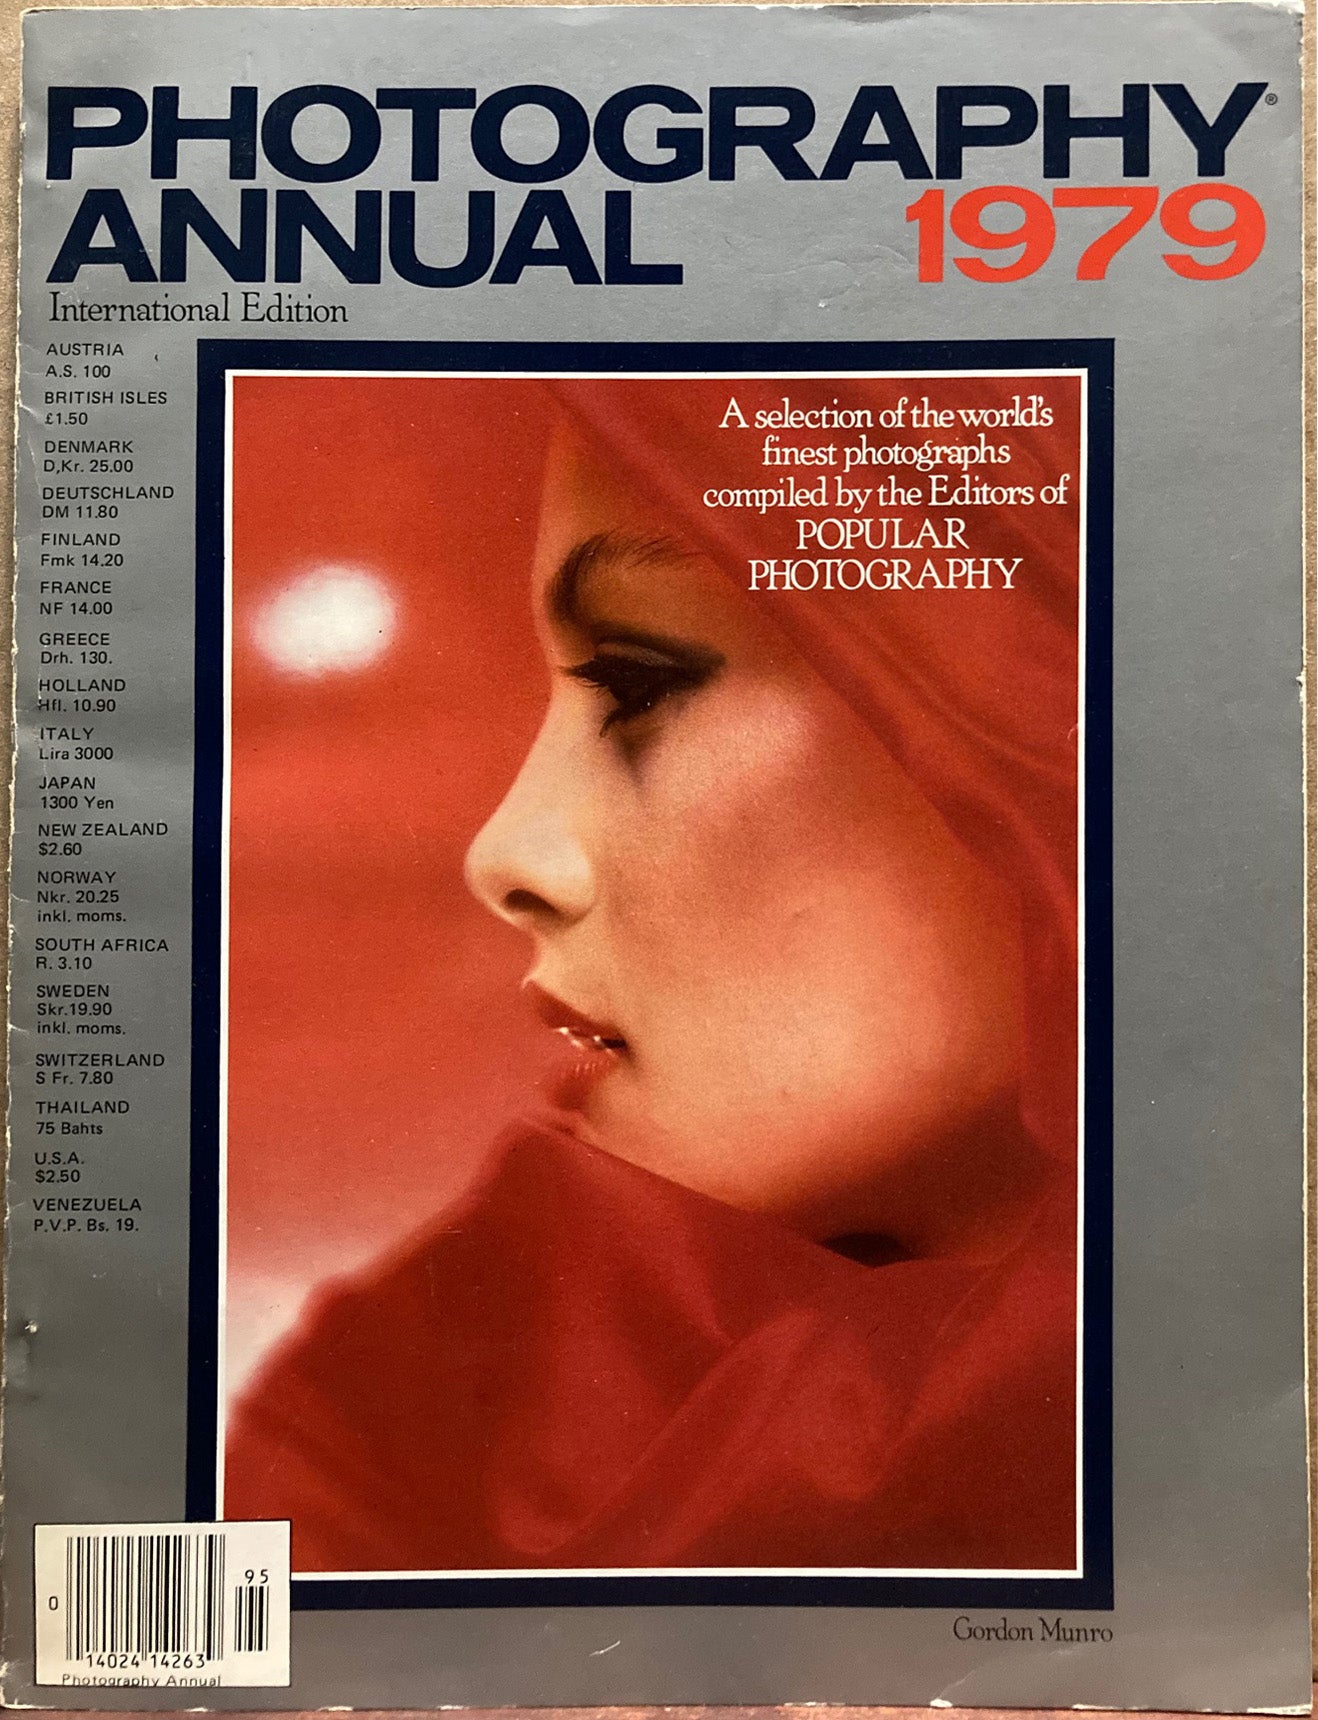 PHOTOGRAPHY®
ANNUAL 1979
International Edition
AUSTRIA
A.S. 100
BRITISH ISLES
£1.50
DENMARK
D,Kr. 25.00
DEUTSCHLAND
DM 11.80
FINLAND
Fmk 14.20
FRANCE
NF 14.00
GREECE
Drh. 130.
HOLLAND
Hfl. 10.90
ITALY
Lira 3000
JAPAN
1300 Yen
NEW ZEALAND
$2.60
NORWAY
Nkr. 20.25
inkl. moms.
SOUTH AFRICA
R. 3.10
SWEDEN
Skr.19.90
inkl. moms.
SWITZERLAND
S Fr. 7.80
THAILAND
75 Bahts
U.S.A.
$2.50
VENEZUELA
P.V.P. Bs. 19.
A selection of the world's
finest photographs
compiled by the Editors of
POPULAR
PHOTOGRAPHY
95
0
14024 14263
Photography Annual
Gordon Munro